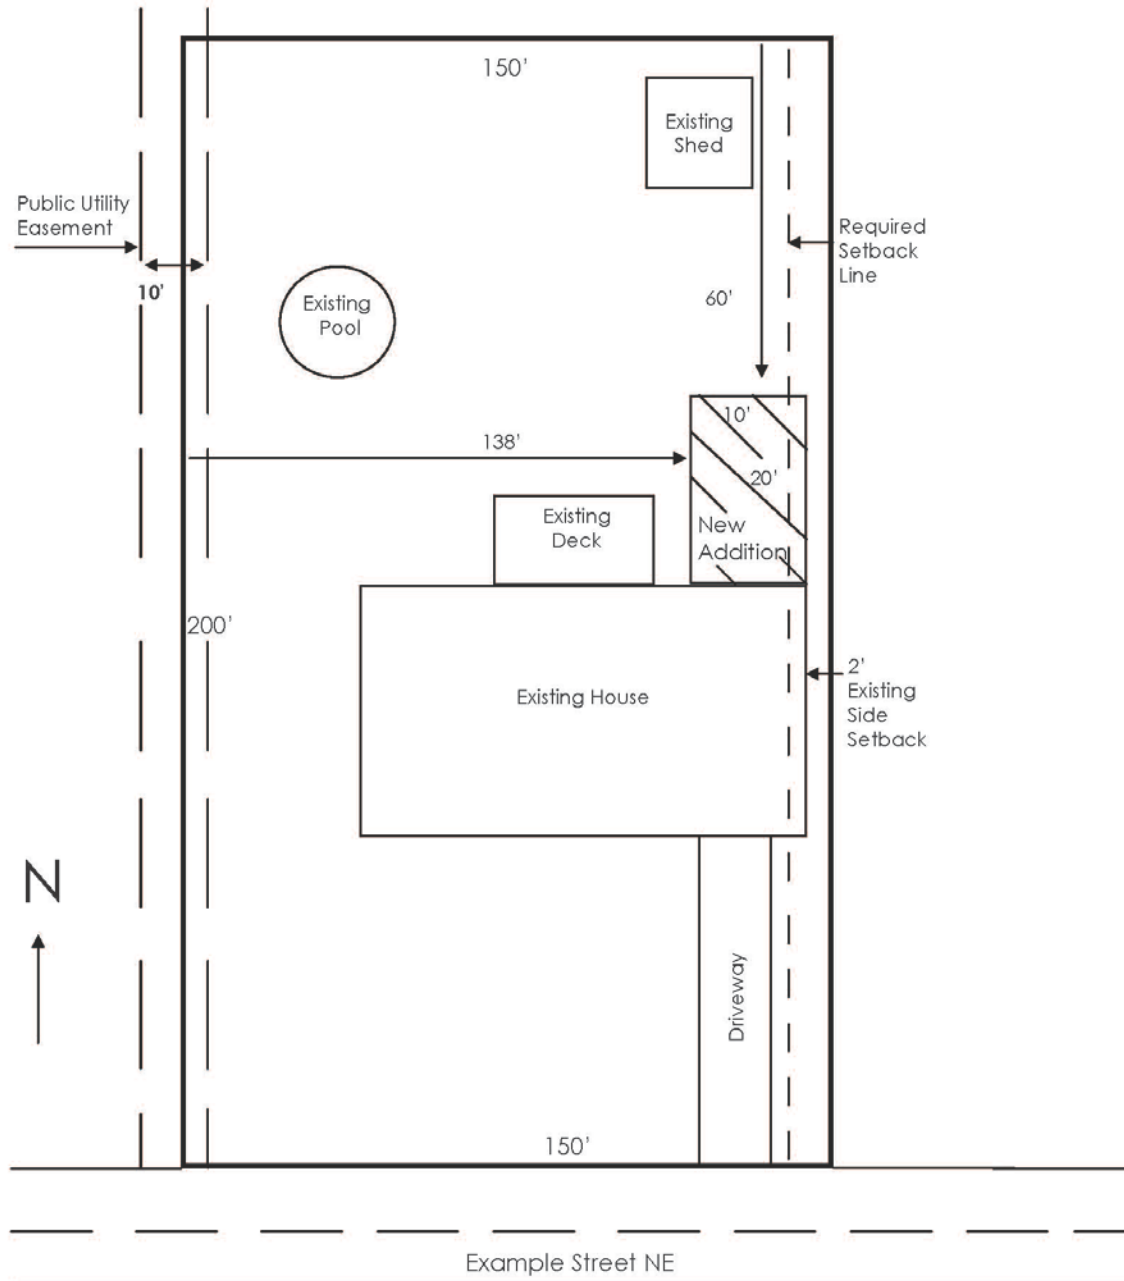 150'
Existing
Shed
Public Utility
Easement
10'
Required
Setback
Line
Existing
Pool
60'
10'
138'
20'
Existing
Deck
New
Addition
200'
Existing House
2'
Existing
Side
Setback
N
Driveway
150'
Example Street NE